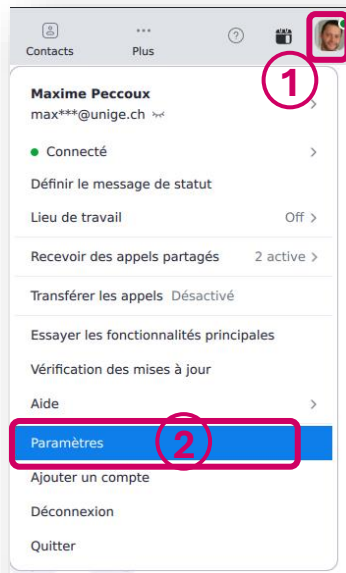 Contacts
Plus
1
Maxime Peccoux
max***@unige.ch
Connecté
Définir le message de statut
Lieu de travail Off
Recevoir des appels partagés 2 active
Transférer les appels Désactivé
Essayer les fonctionnalités principales
Vérification des mises à jour
Aide
Paramètres 2
Ajouter un compte
Déconnexion
Quitter